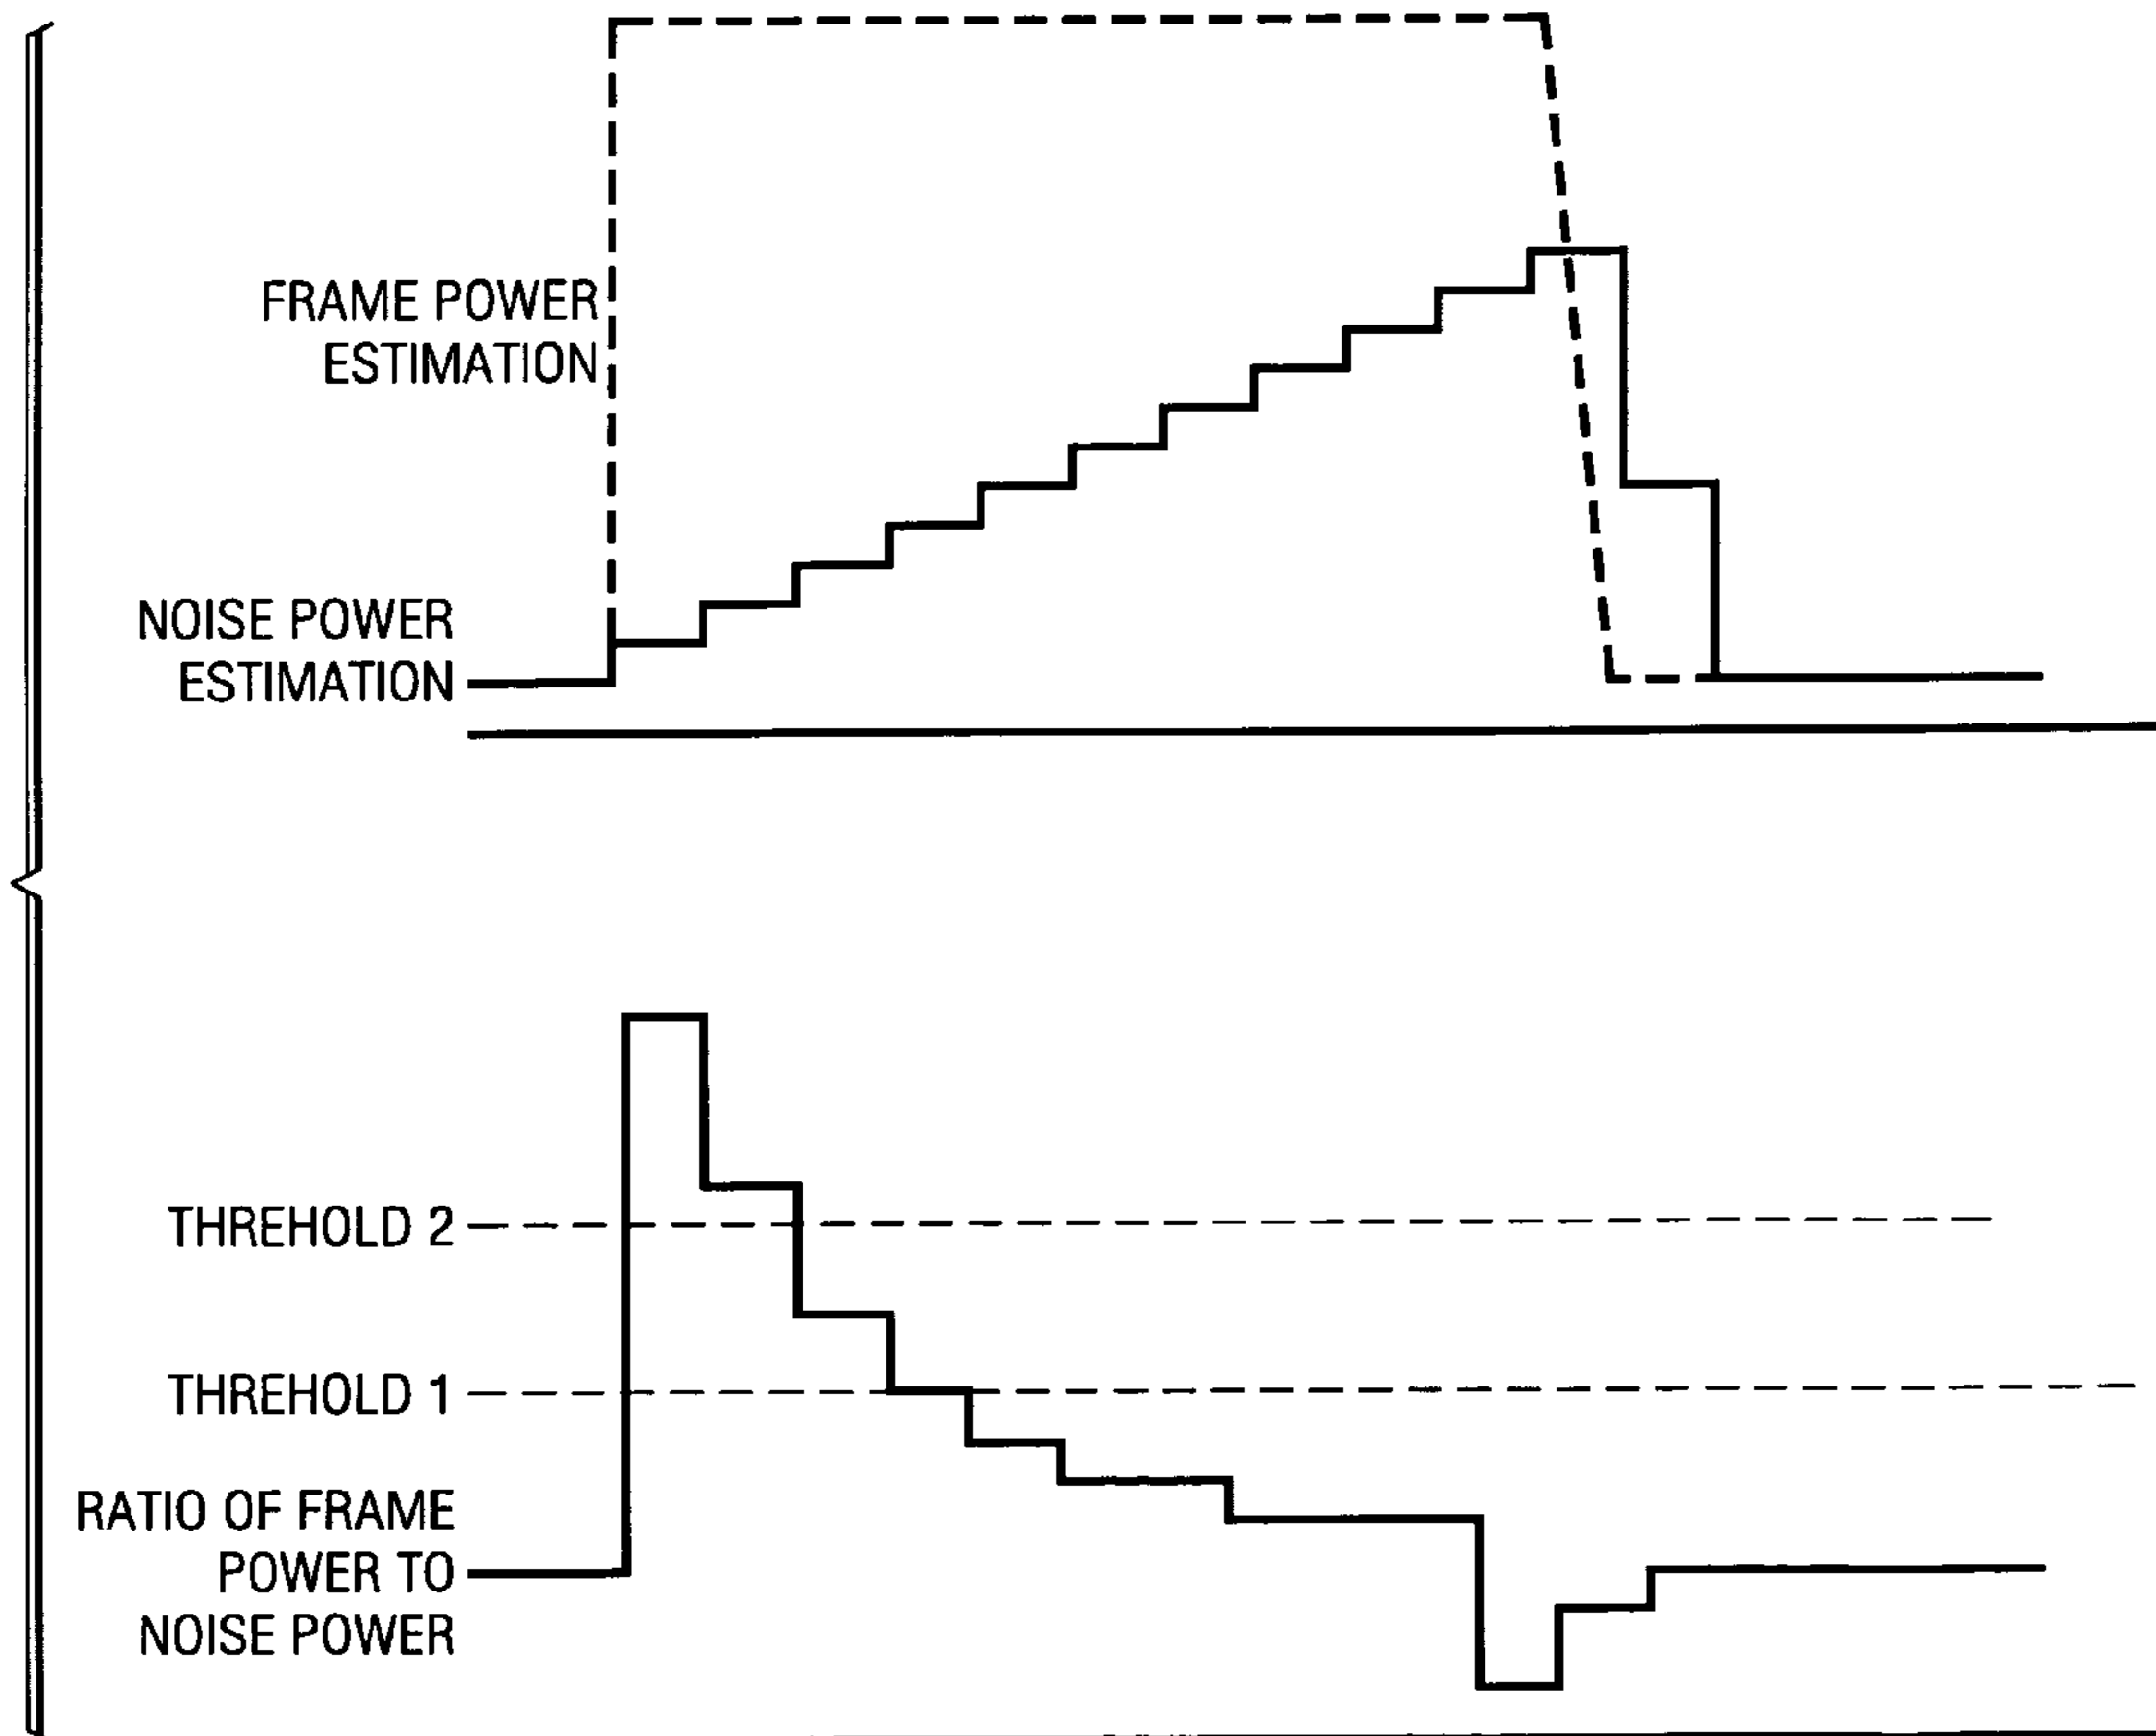 FRAME POWER
ESTIMATION
NOISE POWER
ESTIMATION
THREHOLD 2
THREHOLD 1
RATIO OF FRAME
POWER TO
NOISE POWER